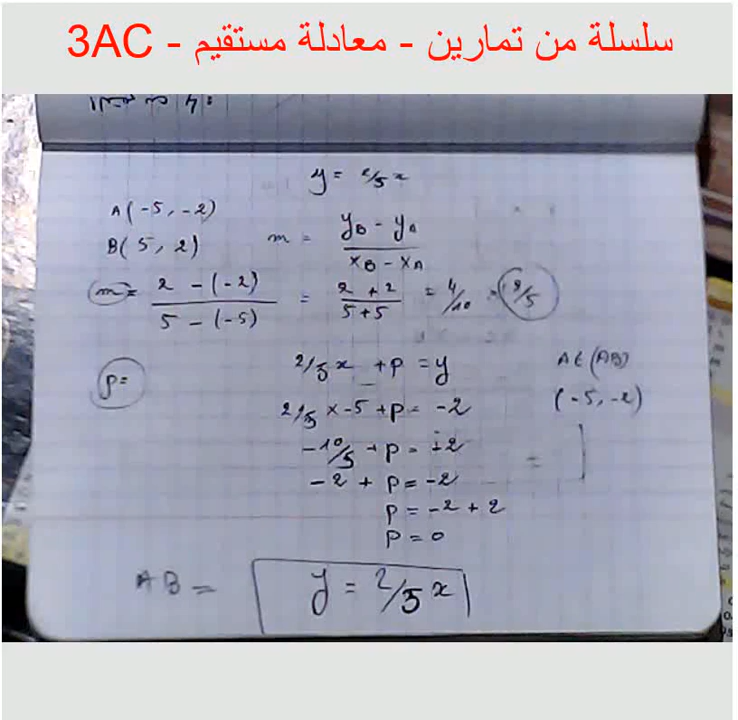 سلسلة من تمارين - معادلة مستقيم - 3AC
y = 2/5 x
A(-5, -2)
B(5, 2) m = (yB - yA)/(xB - xA)
m = (2 - (-2))/(5 - (-5)) = (2 + 2)/(5 + 5) = 4/10 = 2/5
p= 2/5 x + p = y A ∈ (AB)
2/5 x -5 + p = -2 (-5, -2)
-10/5 + p = -2
-2 + p = -2
p = -2 + 2
p = 0
AB = y = 2/5 x